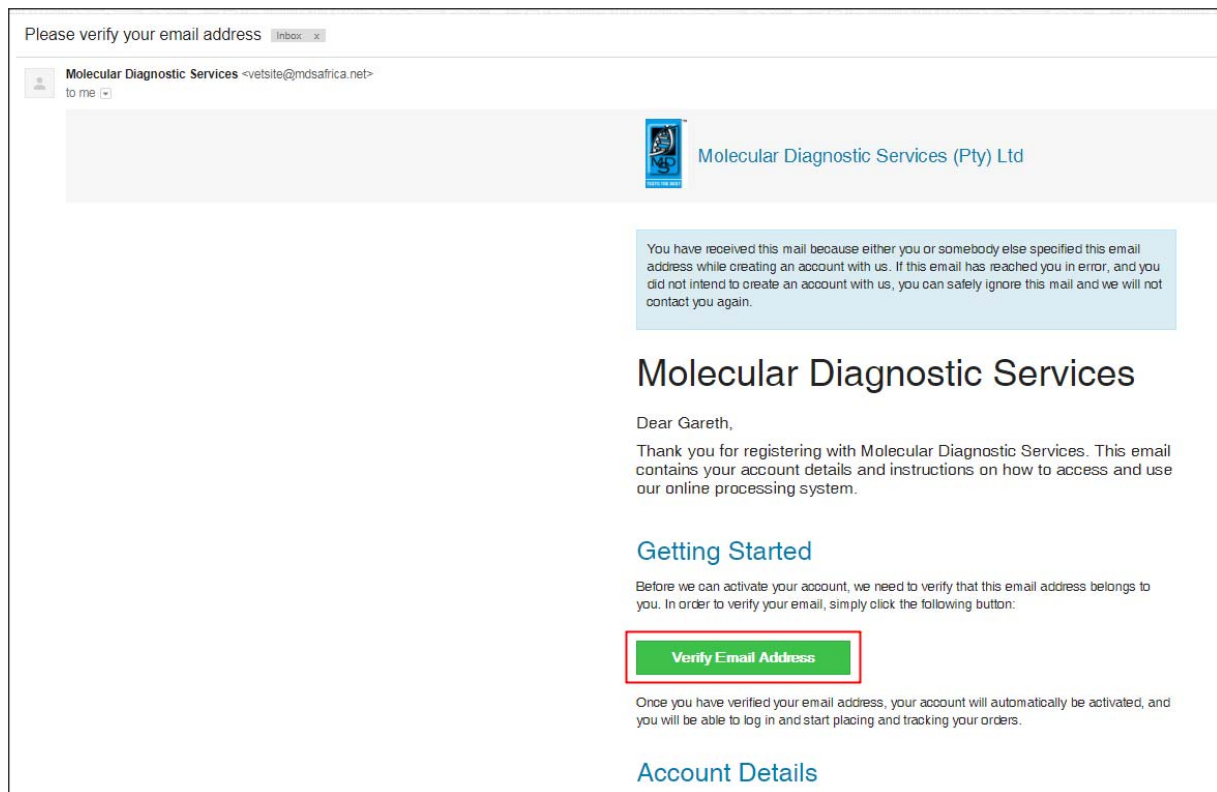 Please verify your email address Inbox x
Molecular Diagnostic Services <vetsite@mdsafrica.net>
to me
MDS
TESTS THE BEST
Molecular Diagnostic Services (Pty) Ltd
You have received this mail because either you or somebody else specified this email
address while creating an account with us. If this email has reached you in error, and you
did not intend to create an account with us, you can safely ignore this mail and we will not
contact you again.
Molecular Diagnostic Services
Dear Gareth,
Thank you for registering with Molecular Diagnostic Services. This email
contains your account details and instructions on how to access and use
our online processing system.
Getting Started
Before we can activate your account, we need to verify that this email address belongs to
you. In order to verify your email, simply click the following button:
Verify Email Address
Once you have verified your email address, your account will automatically be activated, and
you will be able to log in and start placing and tracking your orders.
Account Details